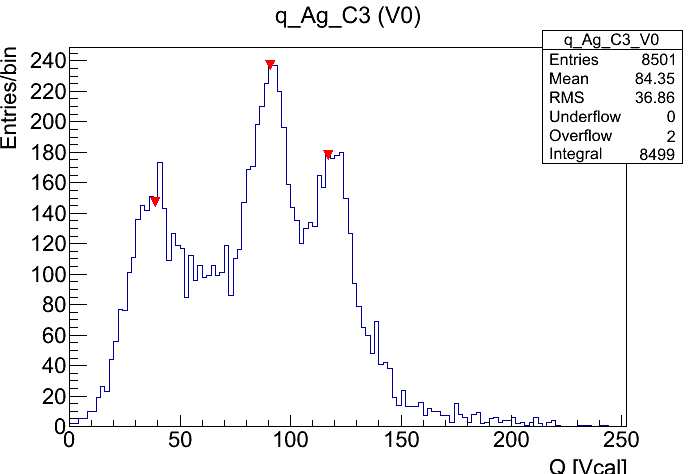 q_Ag_C3 (V0)
q_Ag_C3_V0
Entries 8501
Mean 84.35
RMS 36.86
Underflow 0
Overflow 2
Integral 8499
Entries/bin
240
220
200
180
160
140
120
100
80
60
40
20
0
0 50 100 150 200 250
Q [Vcal]